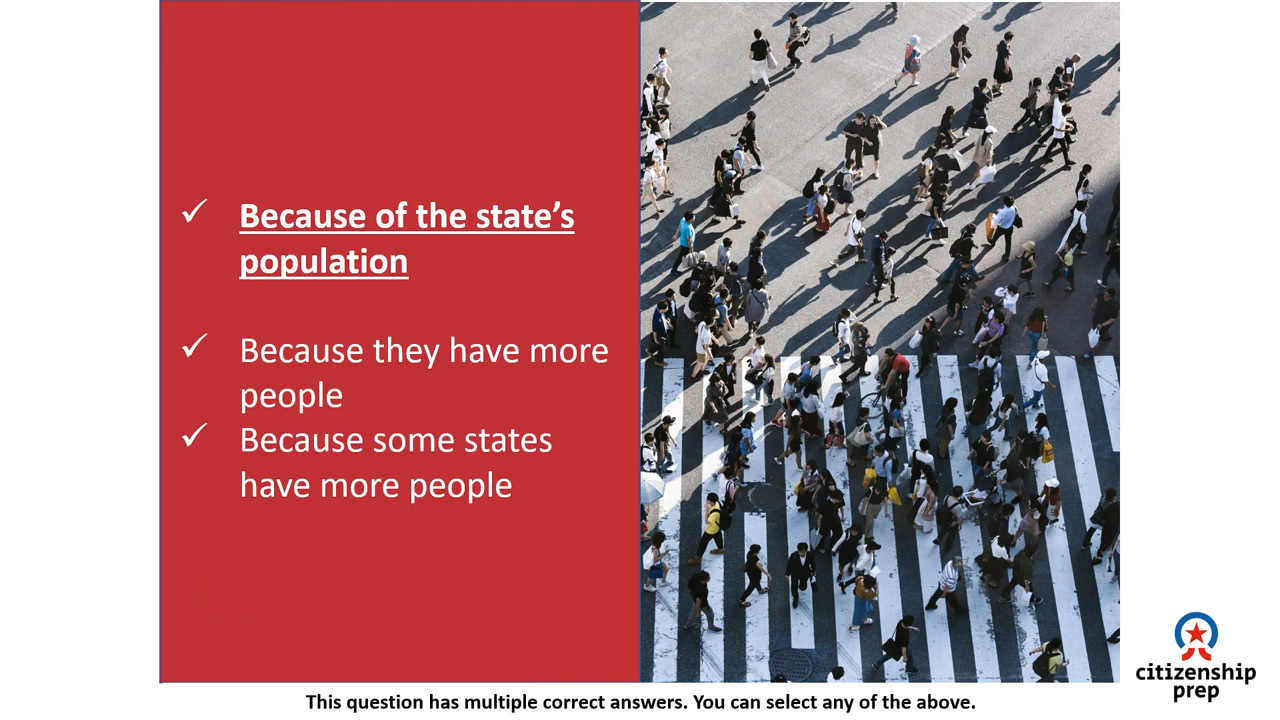 ✓ Because of the state’s
population
✓ Because they have more
people
✓ Because some states
have more people
citizenship
prep
This question has multiple correct answers. You can select any of the above.